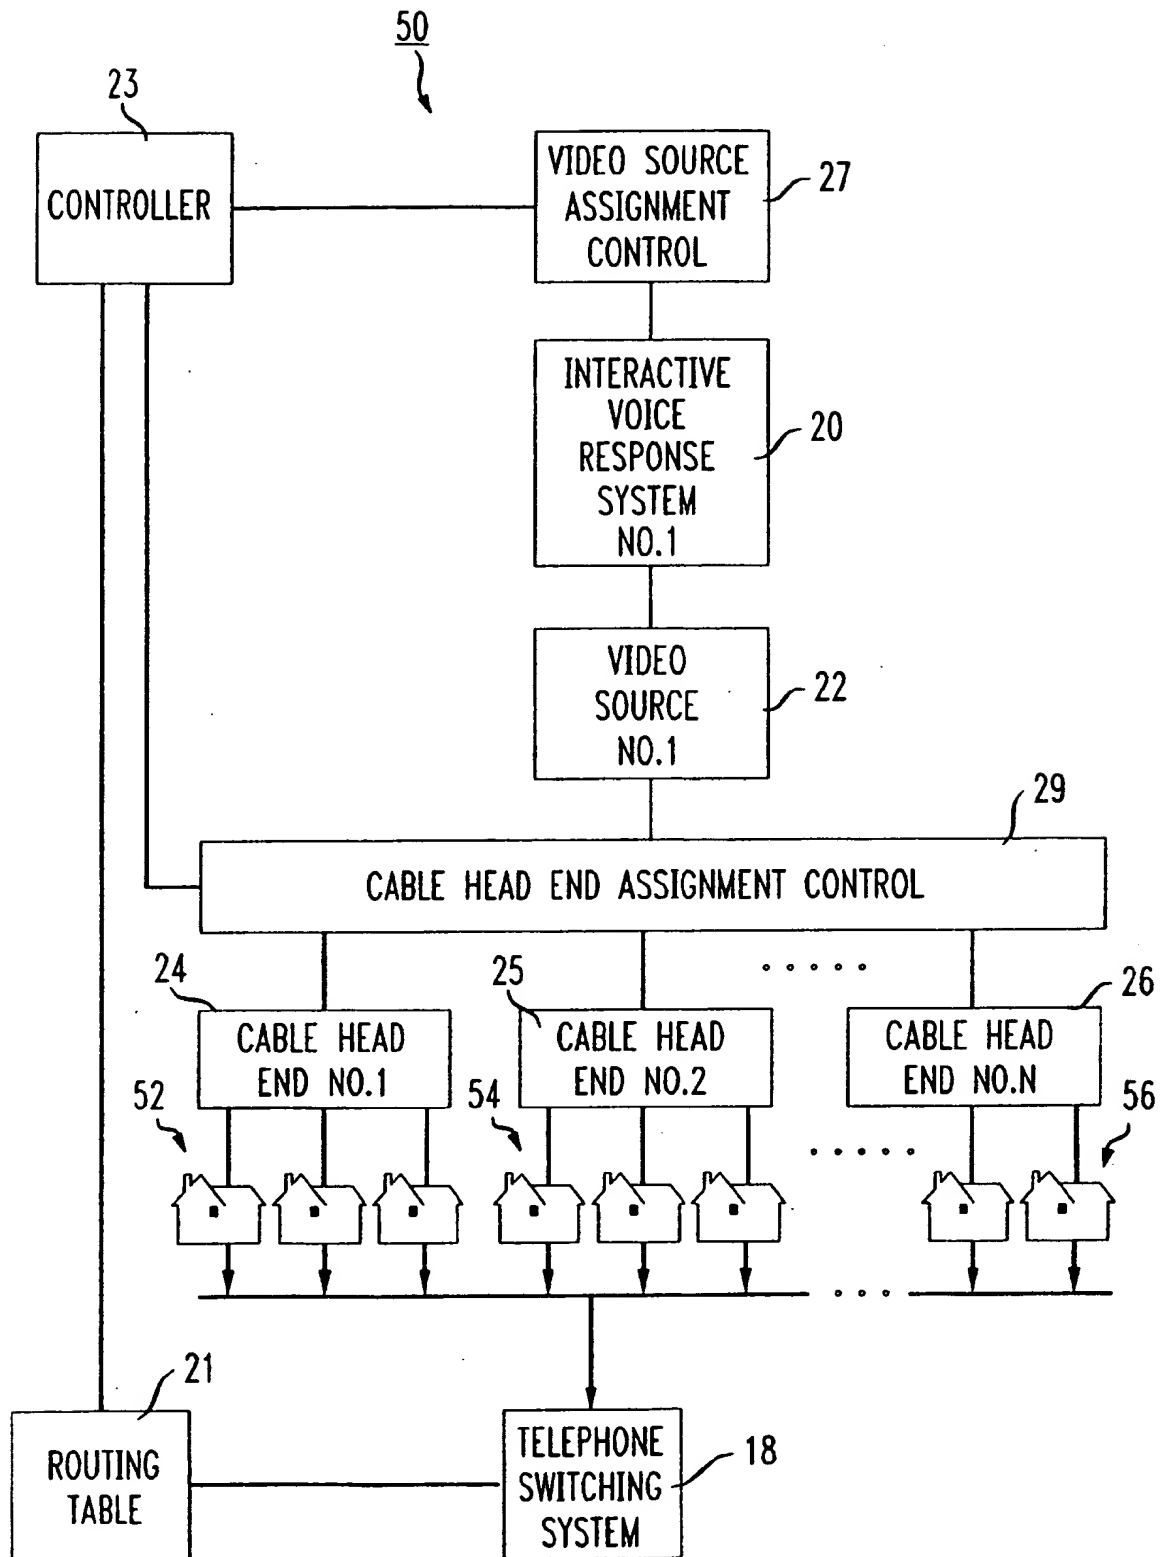 50
23
CONTROLLER
VIDEO SOURCE
ASSIGNMENT
CONTROL
27
INTERACTIVE
VOICE
RESPONSE
SYSTEM
NO.1
20
VIDEO
SOURCE
NO.1
22
29
CABLE HEAD END ASSIGNMENT CONTROL
24
CABLE HEAD
END NO.1
25
CABLE HEAD
END NO.2
26
CABLE HEAD
END NO.N
52
54
56
21
ROUTING
TABLE
TELEPHONE
SWITCHING
SYSTEM
18